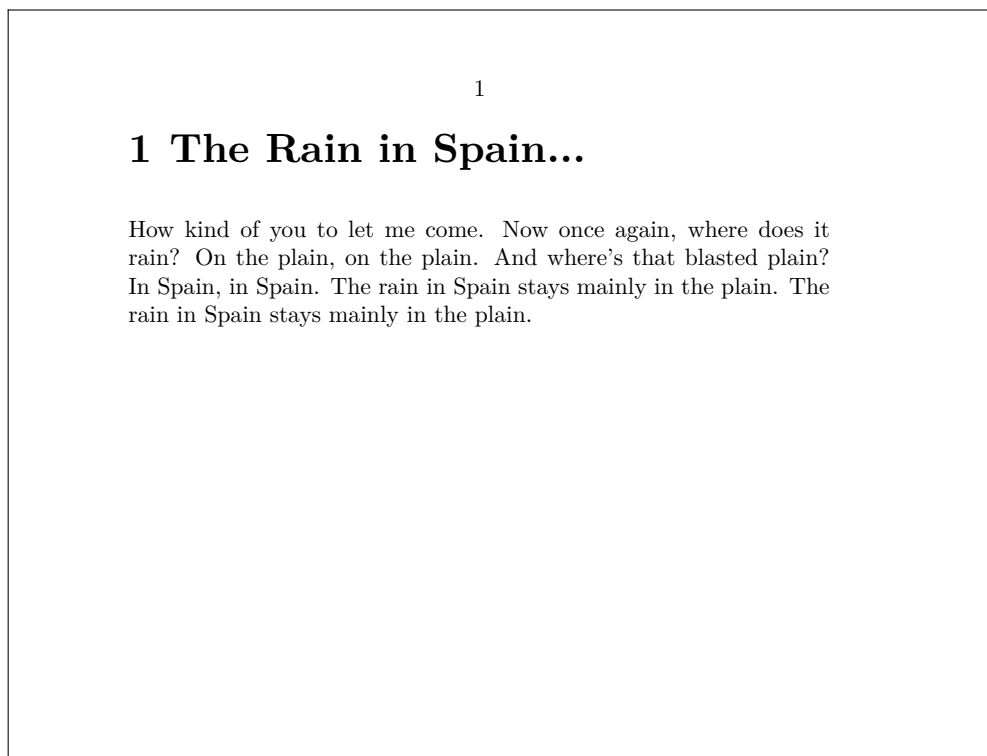 1
1 The Rain in Spain...
How kind of you to let me come. Now once again, where does it
rain? On the plain, on the plain. And where's that blasted plain?
In Spain, in Spain. The rain in Spain stays mainly in the plain. The
rain in Spain stays mainly in the plain.